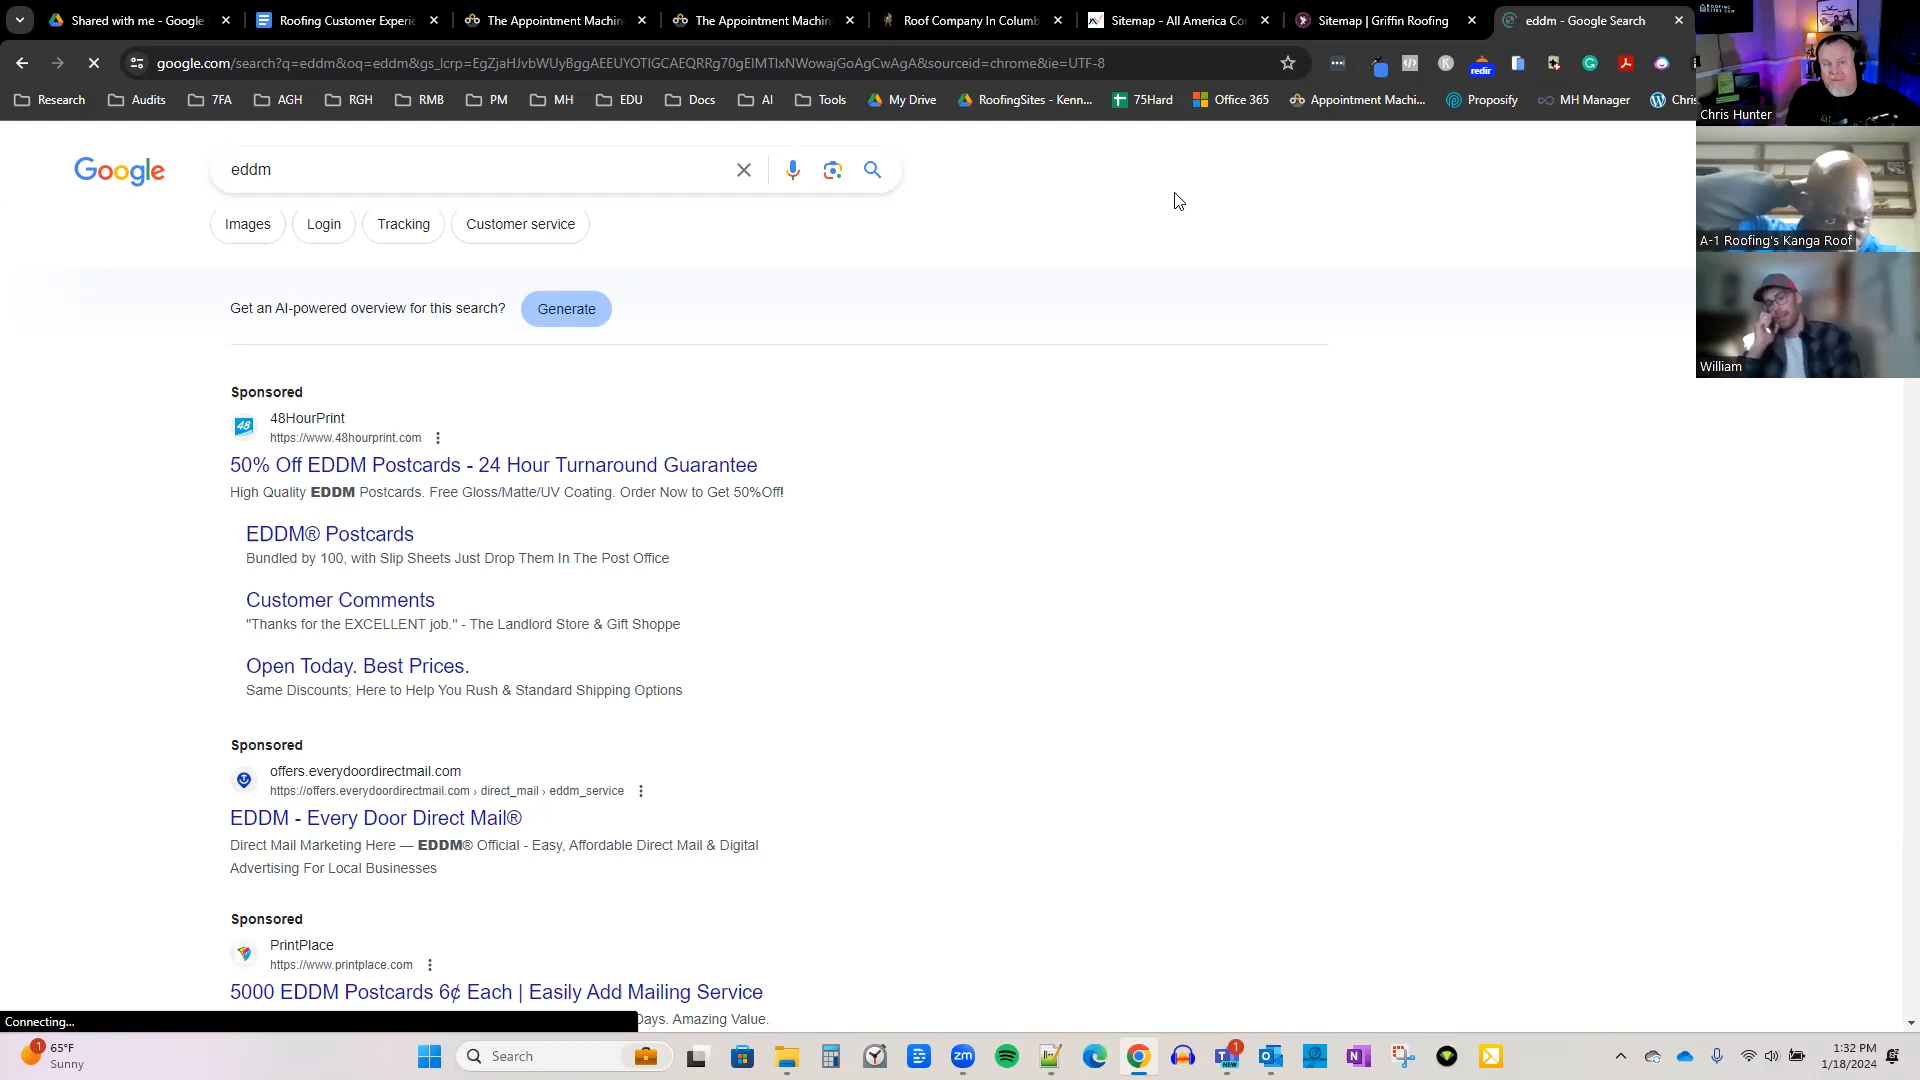 Shared with me - Google
Roofing Customer Experie
The Appointment Machin
The Appointment Machin
Roof Company In Columb
Sitemap - All America Co
Sitemap | Griffin Roofing
eddm - Google Search
google.com/search?q=eddm&oq=eddm&gs_lcrp=EgZjaHJvbWUyBggAEEUYOTIGCAEQRRg70gEIMTIxNWowajGoAgCwAgA&sourceid=chrome&ie=UTF-8
redir
Research
Audits
7FA
AGH
RGH
RMB
PM
MH
EDU
Docs
AI
Tools
My Drive
RoofingSites - Kenn...
75Hard
Office 365
Appointment Machi...
Proposify
MH Manager
Chris
Chris Hunter
A-1 Roofing's Kanga Roof
William
Google
eddm
Images
Login
Tracking
Customer service
Get an AI-powered overview for this search?
Generate
Sponsored
48
48HourPrint
https://www.48hourprint.com
50% Off EDDM Postcards - 24 Hour Turnaround Guarantee
High Quality EDDM Postcards. Free Gloss/Matte/UV Coating. Order Now to Get 50%Off!
EDDM® Postcards
Bundled by 100, with Slip Sheets Just Drop Them In The Post Office
Customer Comments
"Thanks for the EXCELLENT job." - The Landlord Store & Gift Shoppe
Open Today. Best Prices.
Same Discounts; Here to Help You Rush & Standard Shipping Options
Sponsored
offers.everydoordirectmail.com
https://offers.everydoordirectmail.com › direct_mail › eddm_service
EDDM - Every Door Direct Mail®
Direct Mail Marketing Here — EDDM® Official - Easy, Affordable Direct Mail & Digital
Advertising For Local Businesses
Sponsored
PrintPlace
https://www.printplace.com
5000 EDDM Postcards 6¢ Each | Easily Add Mailing Service
Days. Amazing Value.
Connecting...
1
65°F
Sunny
Search
zm
1
NEW
1:32 PM
1/18/2024